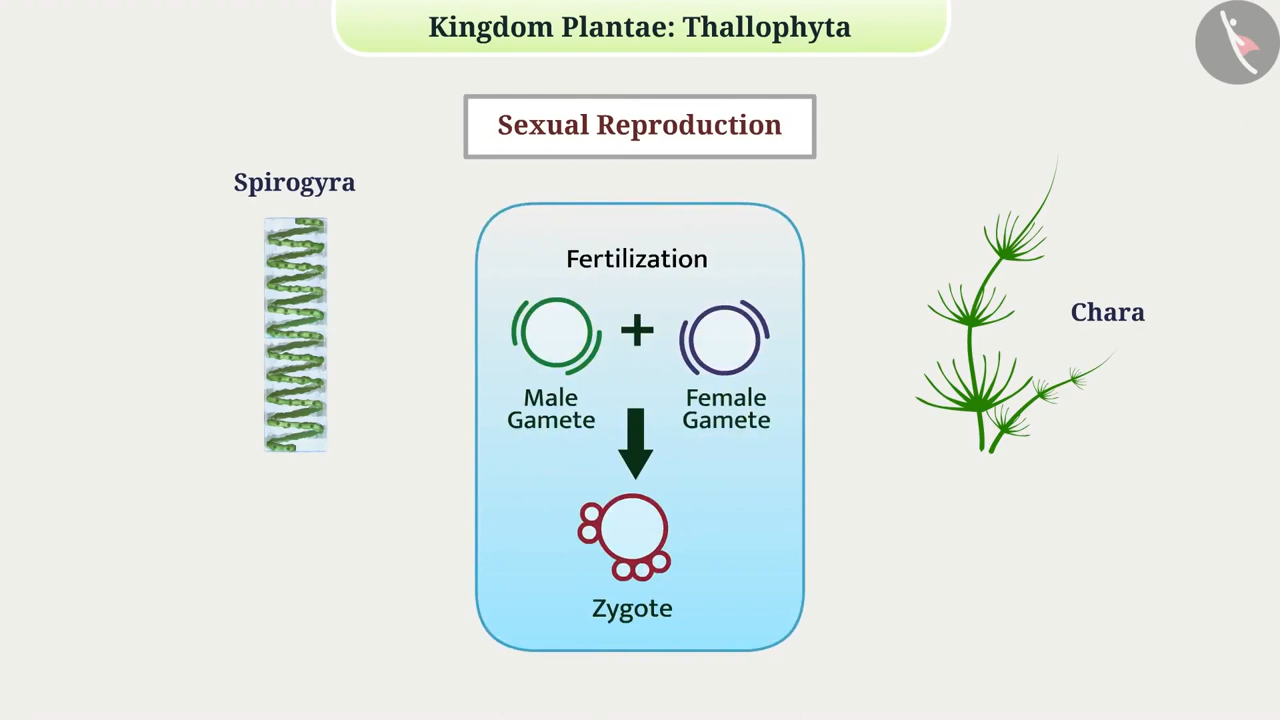 Kingdom Plantae: Thallophyta
Sexual Reproduction
Spirogyra
Fertilization
Male
Gamete
Female
Gamete
Zygote
Chara